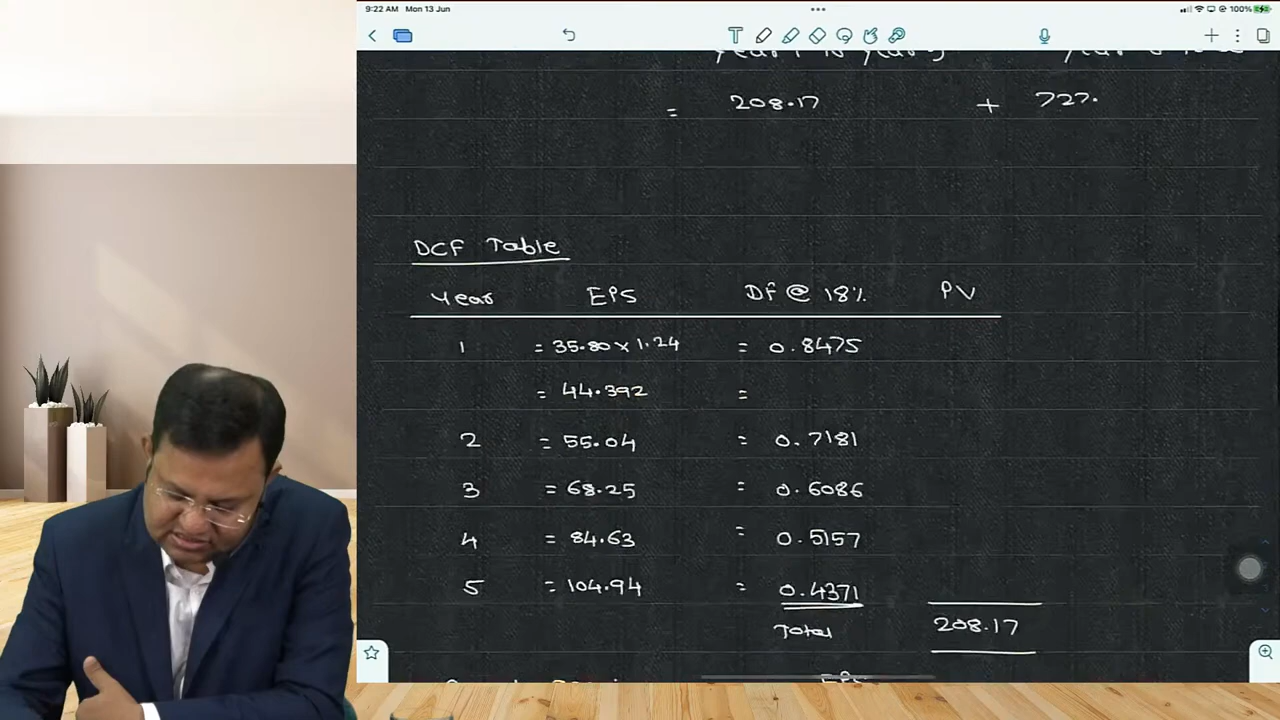 9:22 AM Mon 13 Jun
100%
= 208.17 + 727.
DCF Table
Year EPS Df @ 18% PV
1 = 35.80 x 1.24 = 0.8475
= 44.392 =
2 = 55.04 = 0.7181
3 = 68.25 = 0.6086
4 = 84.63 = 0.5157
5 = 104.94 = 0.4371
Total 208.17